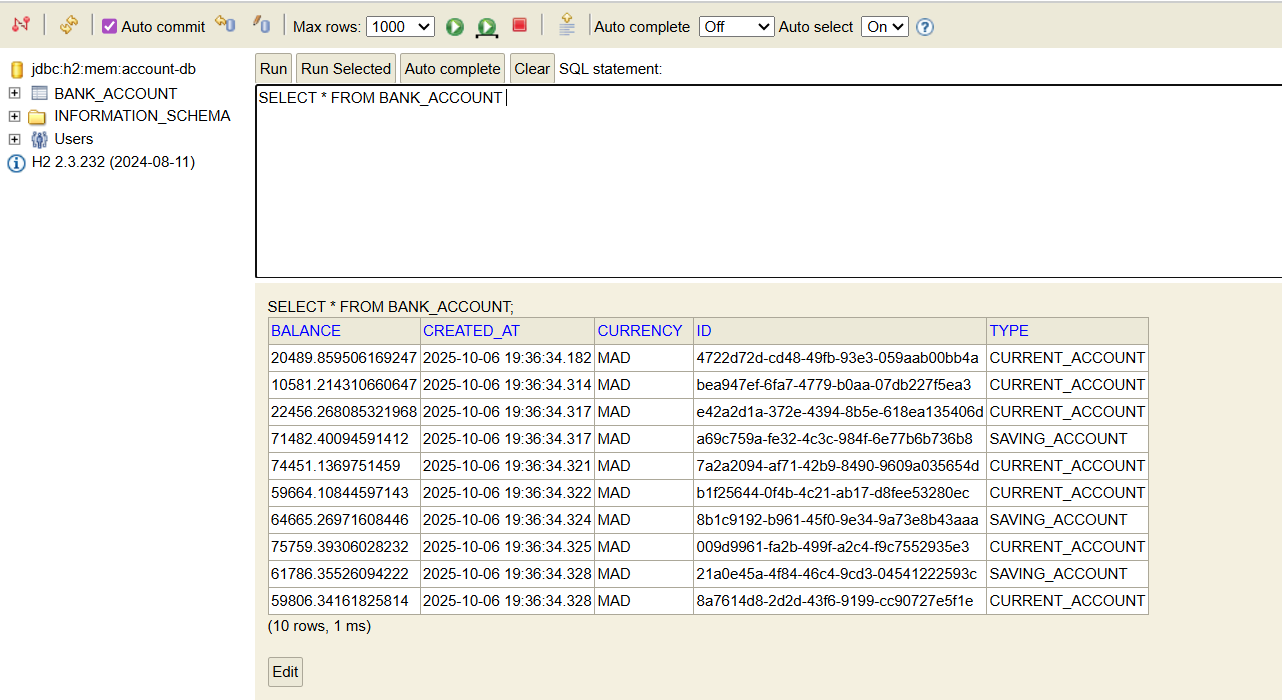 Auto commit Max rows: 1000 Auto complete Off Auto select On
jdbc:h2:mem:account-db
BANK_ACCOUNT
INFORMATION_SCHEMA
Users
H2 2.3.232 (2024-08-11)
Run Run Selected Auto complete Clear SQL statement:
SELECT * FROM BANK_ACCOUNT
SELECT * FROM BANK_ACCOUNT;
BALANCE CREATED_AT CURRENCY ID TYPE
20489.859506169247 2025-10-06 19:36:34.182 MAD 4722d72d-cd48-49fb-93e3-059aab00bb4a CURRENT_ACCOUNT
10581.214310660647 2025-10-06 19:36:34.314 MAD bea947ef-6fa7-4779-b0aa-07db227f5ea3 CURRENT_ACCOUNT
22456.268085321968 2025-10-06 19:36:34.317 MAD e42a2d1a-372e-4394-8b5e-618ea135406d CURRENT_ACCOUNT
71482.40094591412 2025-10-06 19:36:34.317 MAD a69c759a-fe32-4c3c-984f-6e77b6b736b8 SAVING_ACCOUNT
74451.1369751459 2025-10-06 19:36:34.321 MAD 7a2a2094-af71-42b9-8490-9609a035654d CURRENT_ACCOUNT
59664.10844597143 2025-10-06 19:36:34.322 MAD b1f25644-0f4b-4c21-ab17-d8fee53280ec CURRENT_ACCOUNT
64665.26971608446 2025-10-06 19:36:34.324 MAD 8b1c9192-b961-45f0-9e34-9a73e8b43aaa SAVING_ACCOUNT
75759.39306028232 2025-10-06 19:36:34.325 MAD 009d9961-fa2b-499f-a2c4-f9c7552935e3 CURRENT_ACCOUNT
61786.35526094222 2025-10-06 19:36:34.328 MAD 21a0e45a-4f84-46c4-9cd3-04541222593c SAVING_ACCOUNT
59806.34161825814 2025-10-06 19:36:34.328 MAD 8a7614d8-2d2d-43f6-9199-cc90727e5f1e CURRENT_ACCOUNT
(10 rows, 1 ms)
Edit